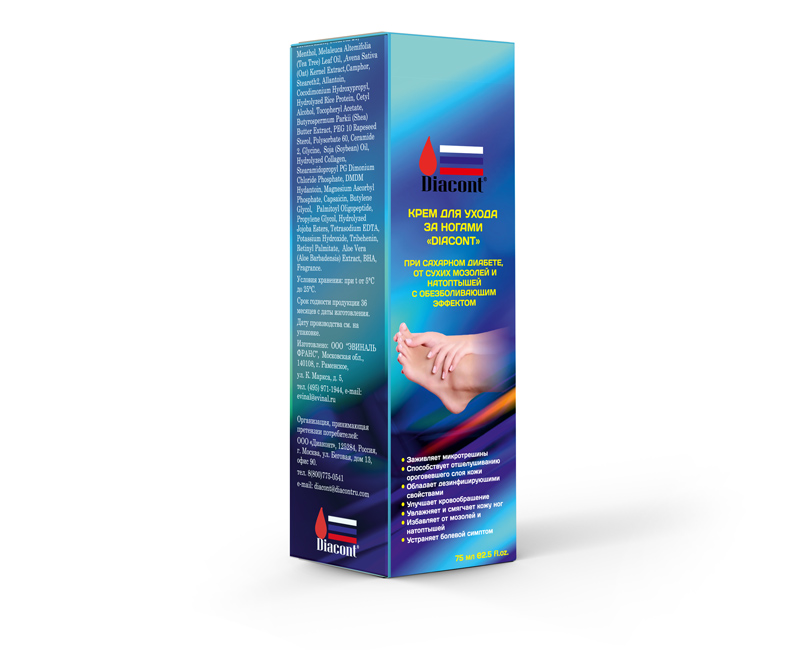 Menthol, Melaleuca Alternifolia
(Tea Tree) Leaf Oil, ,Avena Sativa
(Oat) Kernel Extract,Camphor,
Steareth2, Allantoin,
Cocodimonium Hydroxypropyl,
Hydrolyzed Rice Protein, Cetyl
Alcohol, Tocopheryl Acetate,
Butyrospermum Parkii (Shea)
Butter Extract, PEG 10 Rapeseed
Sterol, Polysorbate 60, Ceramide
2, Glycine, Soja (Soybean) Oil,
Hydrolyzed Collagen,
Stearamidopropyl PG Dimonium
Chloride Phosphate, DMDM
Hydantoin, Magnesium Ascorbyl
Phosphate, Capsaicin, Butylene
Glycol, Palmitoyl Oligopeptide,
Propylene Glycol, Hydrolyzed
Jojoba Esters, Tetrasodium EDTA,
Potassium Hydroxide, Tribehenin,
Retinyl Palmitate, Aloe Vera
(Aloe Barbadensis) Extract, BHA,
Fragrance.
Условия хранения: при t от 5°C
до 25°C.
Срок годности продукции 36
месяцев с даты изготовления.
Дату производства см. на
упаковке.
Изготовлено: ООО "ЭВИНАЛЬ
ФРАНС", Московская обл.,
140108, г. Раменское,
ул. К. Маркса, д. 5,
тел. (495) 971-1944, e-mail:
evinal@evinal.ru
Организация, принимающая
претензии потребителей:
ООО «Диаконт», 120284, Россия,
г. Москва, ул. Беговая, дом 13,
офис 90.
тел. 8(800)775-0541
e-mail: diacont@diacontru.com
Diacont®
Diacont®
КРЕМ ДЛЯ УХОДА
ЗА НОГАМИ
«DIACONT»
ПРИ САХАРНОМ ДИАБЕТЕ,
ОТ СУХИХ МОЗОЛЕЙ И
НАТОПТЫШЕЙ
С ОБЕЗБОЛИВАЮЩИМ
ЭФФЕКТОМ
• Заживляет микротрещины
• Способствует отшелушиванию
ороговевшего слоя кожи
• Обладает дезинфицирующими
свойствами
• Улучшает кровообращение
• Увлажняет и смягчает кожу ног
• Избавляет от мозолей и
натоптышей
• Устраняет болевой симптом
75 мл ℮2.5 fl.oz.